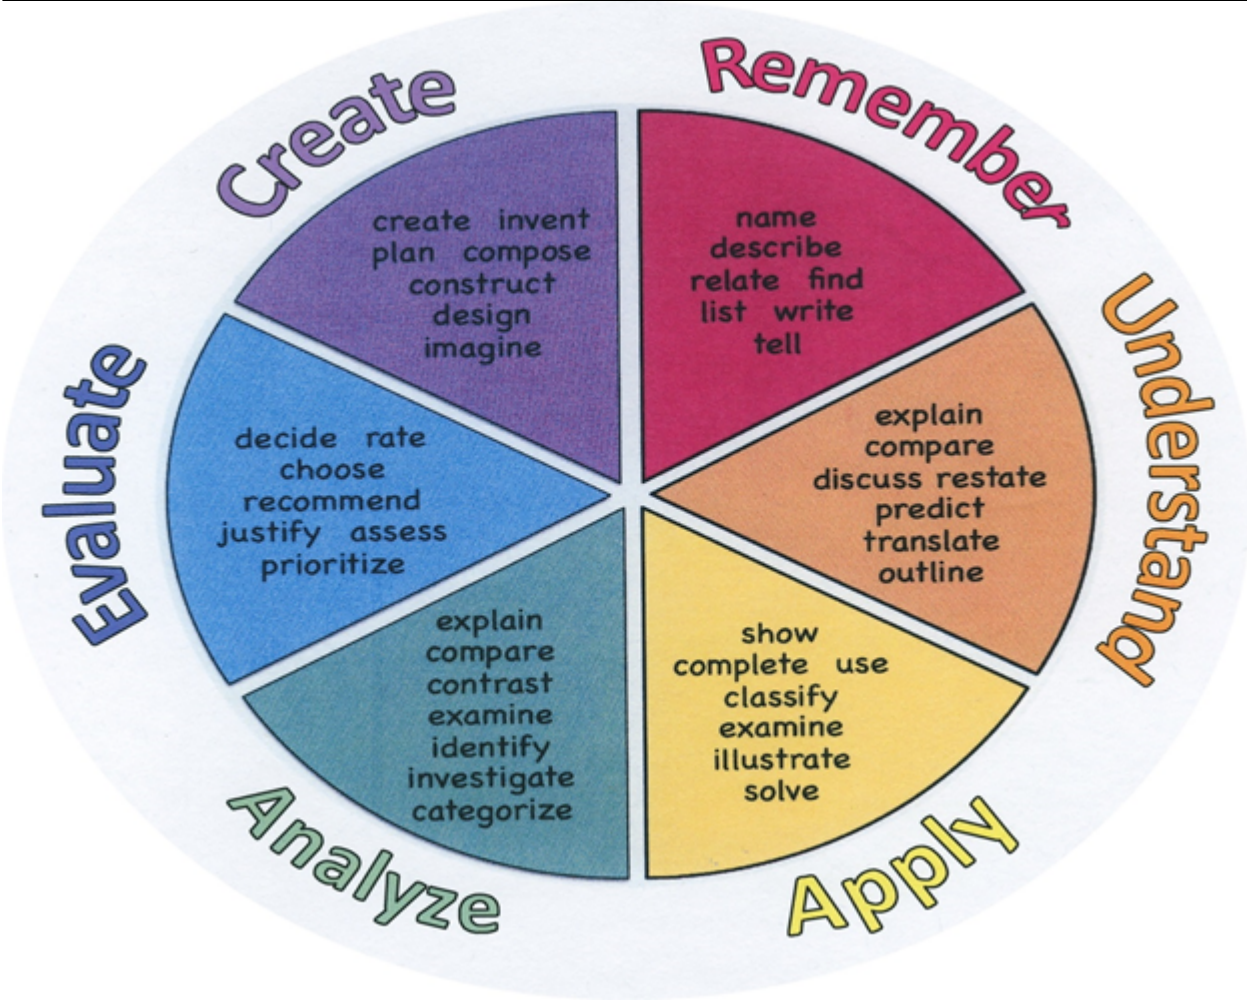 Remember
name
describe
relate find
list write
tell
Understand
explain
compare
discuss restate
predict
translate
outline
Apply
show
complete use
classify
examine
illustrate
solve
Analyze
explain
compare
contrast
examine
identify
investigate
categorize
Evaluate
decide rate
choose
recommend
justify assess
prioritize
Create
create invent
plan compose
construct
design
imagine